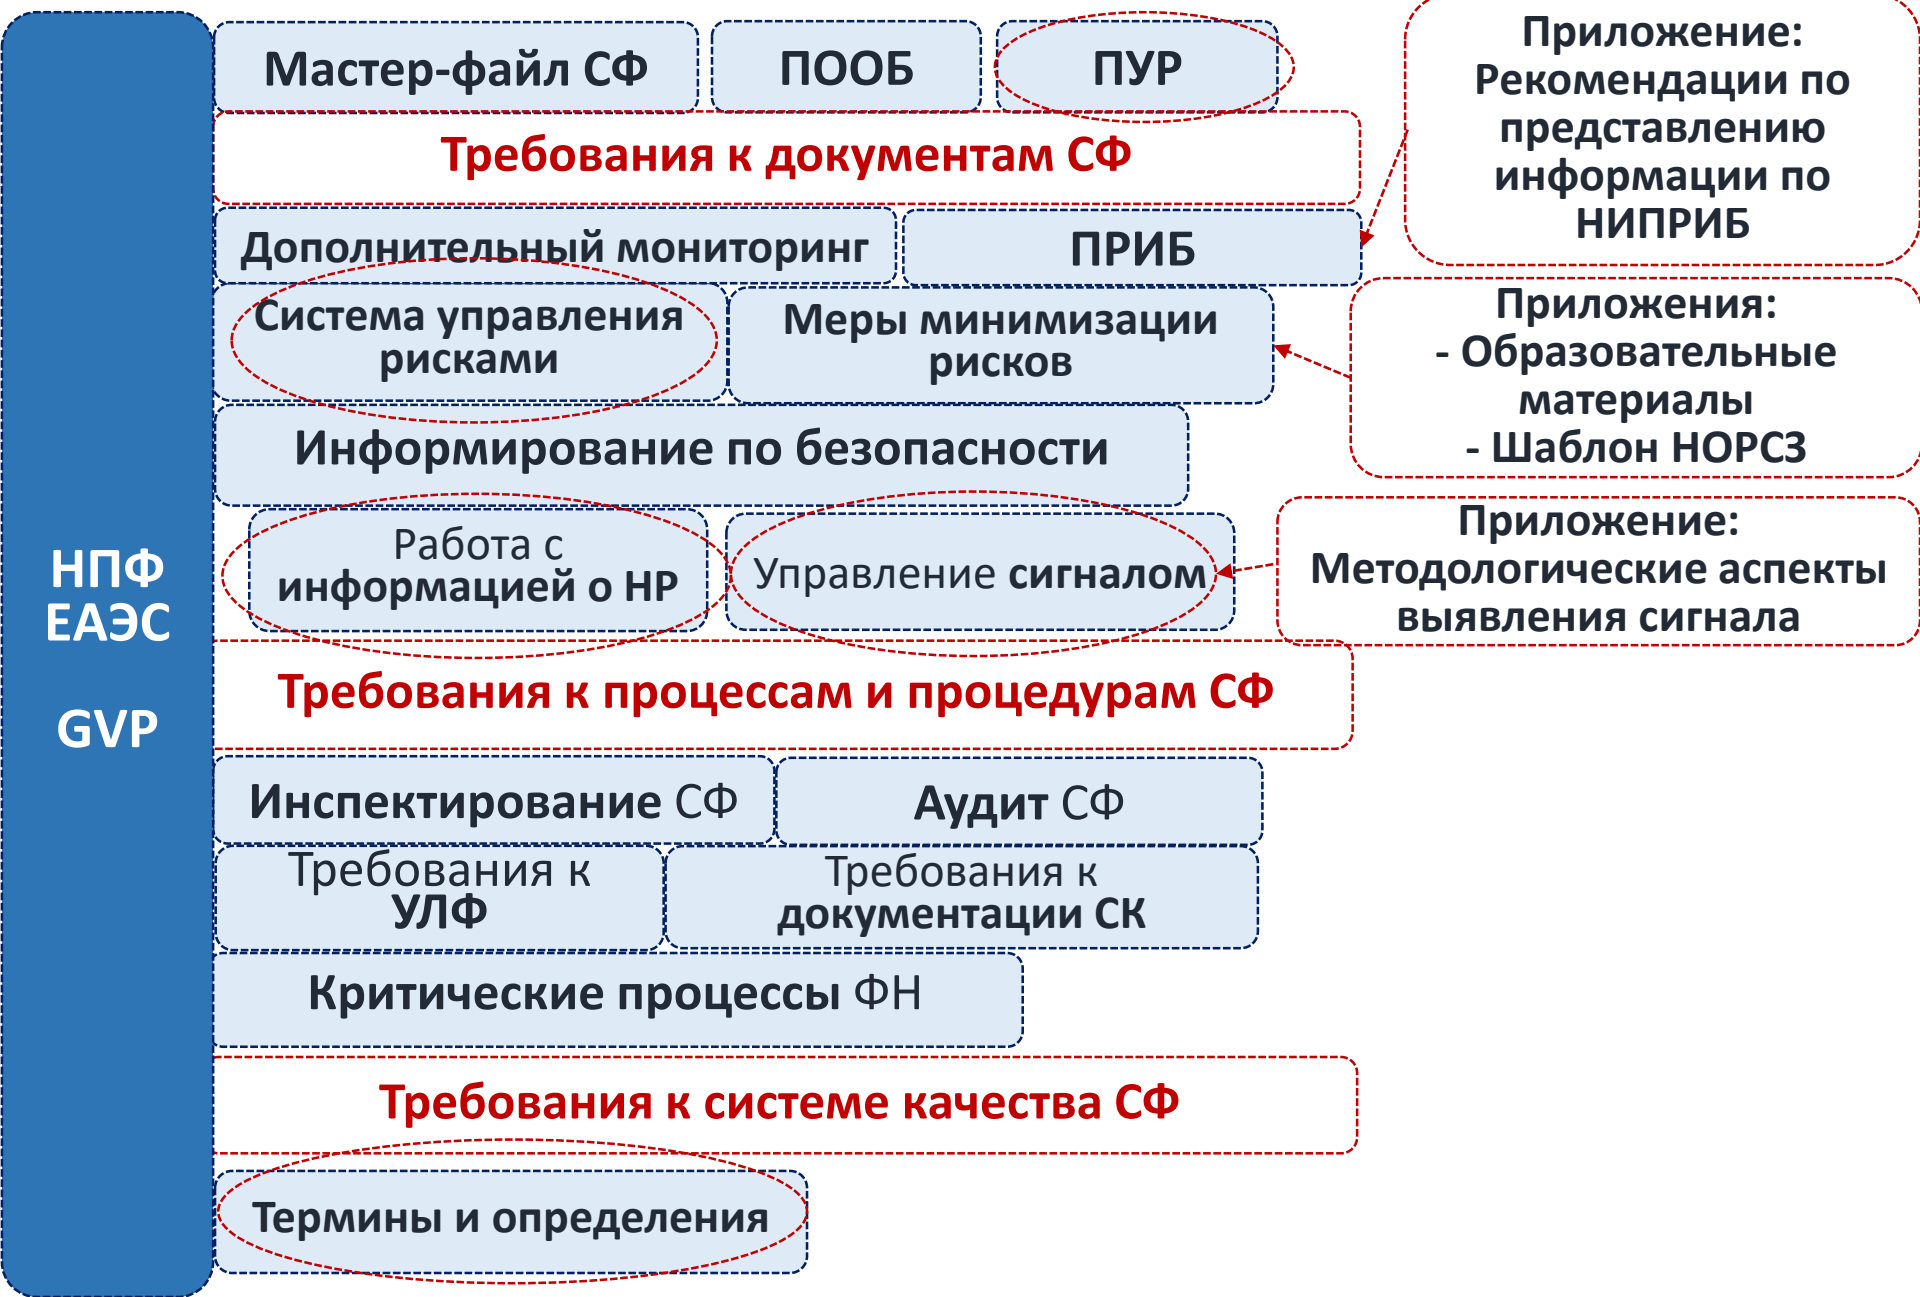 НПФ
ЕАЭС
GVP
Мастер-файл СФ
ПООБ
ПУР
Требования к документам СФ
Дополнительный мониторинг
ПРИБ
Система управления
рисками
Меры минимизации
рисков
Информирование по безопасности
Работа с
информацией о НР
Управление сигналом
Требования к процессам и процедурам СФ
Инспектирование СФ
Аудит СФ
Требования к
УЛФ
Требования к
документации СК
Критические процессы ФН
Требования к системе качества СФ
Термины и определения
Приложение:
Рекомендации по
представлению
информации по
НИПРИБ
Приложения:
- Образовательные
материалы
- Шаблон НОРСЗ
Приложение:
Методологические аспекты
выявления сигнала